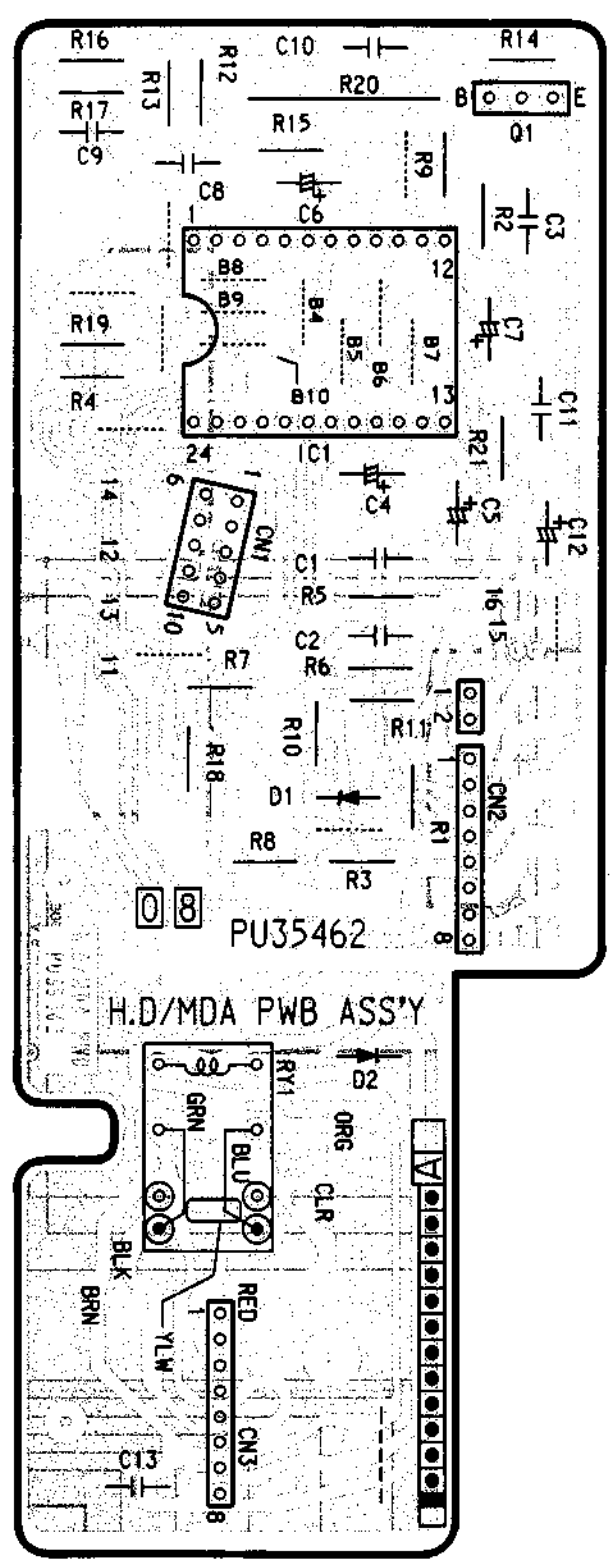 R16
R17
C9
R13
R12
C10
R20
R14
B
E
Q1
R15
C8
C6
R9
R2
C3
1
12
B8
B9
B4
B5
B6
B7
B10
13
24
IC1
R19
R4
C7
C11
R21
C4
C5
C12
14
12
13
11
6
1
CN1
10
5
C1
R5
C2
R6
16
15
R7
R18
R10
R11
1
2
1
CN2
8
D1
R1
R8
R3
0 8
PU35462
H.D/MDA PWB ASS'Y
RY1
D2
GRN
BLU
ORG
CLR
A
BLK
BRN
YLW
RED
1
CN3
8
C13